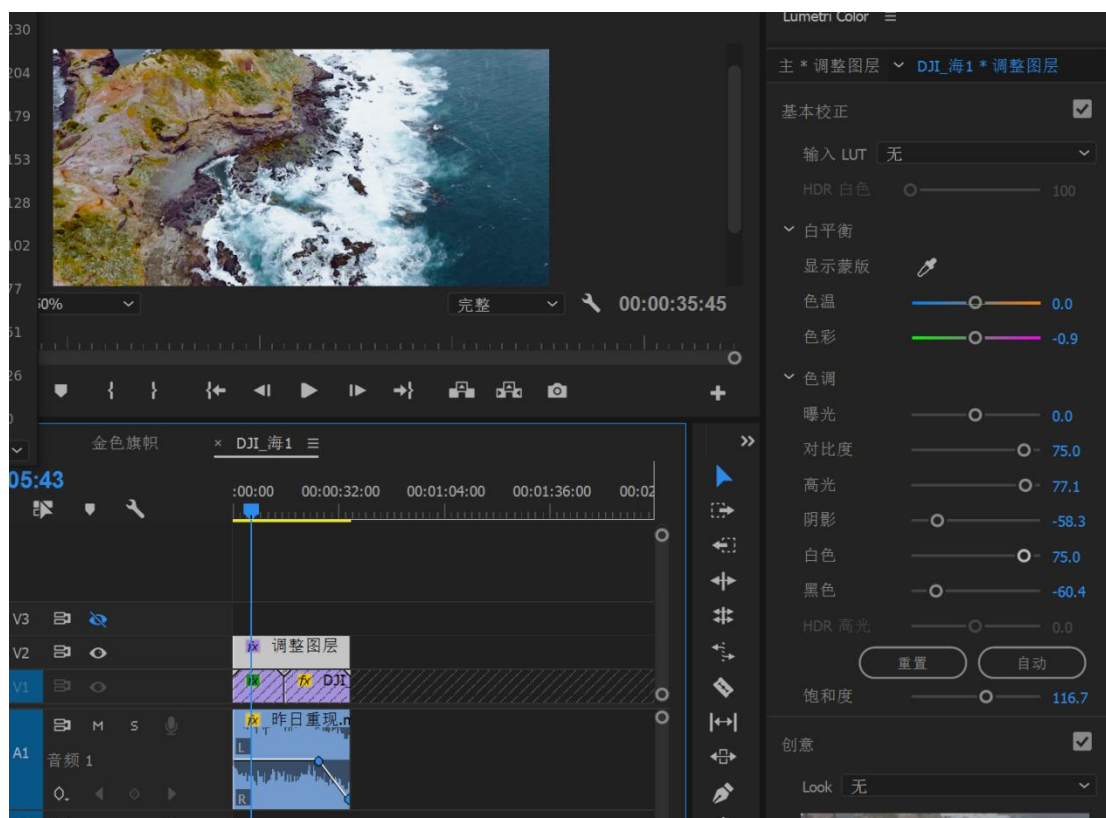 Lumetri Color
230
204
179
153
128
102
77
51
26
0
主 * 调整图层 DJI_海1 * 调整图层
基本校正
输入 LUT 无
HDR 白色 100
白平衡
显示蒙版
色温 0.0
色彩 -0.9
色调
曝光 0.0
对比度 75.0
高光 77.1
阴影 -58.3
白色 75.0
黑色 -60.4
HDR 高光 0.0
重置 自动
饱和度 116.7
创意
Look 无
完整 00:00:35:45
金色旗帜 × DJI_海1
05:43
:00:00 00:00:32:00 00:01:04:00 00:01:36:00 00:02
V3
V2 fx 调整图层
V1 fx fx DJI
M S fx 昨日重现.m
A1 音频 1
L
R